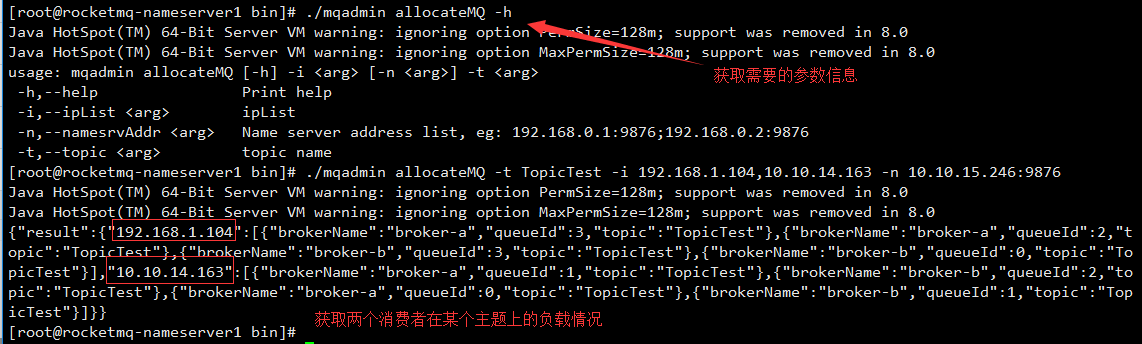 [root@rocketmq-nameserver1 bin]# ./mqadmin allocateMQ -h
Java HotSpot(TM) 64-Bit Server VM warning: ignoring option PermSize=128m; support was removed in 8.0
Java HotSpot(TM) 64-Bit Server VM warning: ignoring option MaxPermSize=128m; support was removed in 8.0
usage: mqadmin allocateMQ [-h] -i <arg> [-n <arg>] -t <arg>
获取需要的参数信息
-h,--help Print help
-i,--ipList <arg> ipList
-n,--namesrvAddr <arg> Name server address list, eg: 192.168.0.1:9876;192.168.0.2:9876
-t,--topic <arg> topic name
[root@rocketmq-nameserver1 bin]# ./mqadmin allocateMQ -t TopicTest -i 192.168.1.104,10.10.14.163 -n 10.10.15.246:9876
Java HotSpot(TM) 64-Bit Server VM warning: ignoring option PermSize=128m; support was removed in 8.0
Java HotSpot(TM) 64-Bit Server VM warning: ignoring option MaxPermSize=128m; support was removed in 8.0
{"result":{"192.168.1.104":[{"brokerName":"broker-a","queueId":3,"topic":"TopicTest"},{"brokerName":"broker-a","queueId":2,"t
opic":"TopicTest"},{"brokerName":"broker-b","queueId":3,"topic":"TopicTest"},{"brokerName":"broker-b","queueId":0,"topic":"To
picTest"}],"10.10.14.163":[{"brokerName":"broker-a","queueId":1,"topic":"TopicTest"},{"brokerName":"broker-b","queueId":2,"to
pic":"TopicTest"},{"brokerName":"broker-a","queueId":0,"topic":"TopicTest"},{"brokerName":"broker-b","queueId":1,"topic":"Top
icTest"}]}}
获取两个消费者在某个主题上的负载情况
[root@rocketmq-nameserver1 bin]#